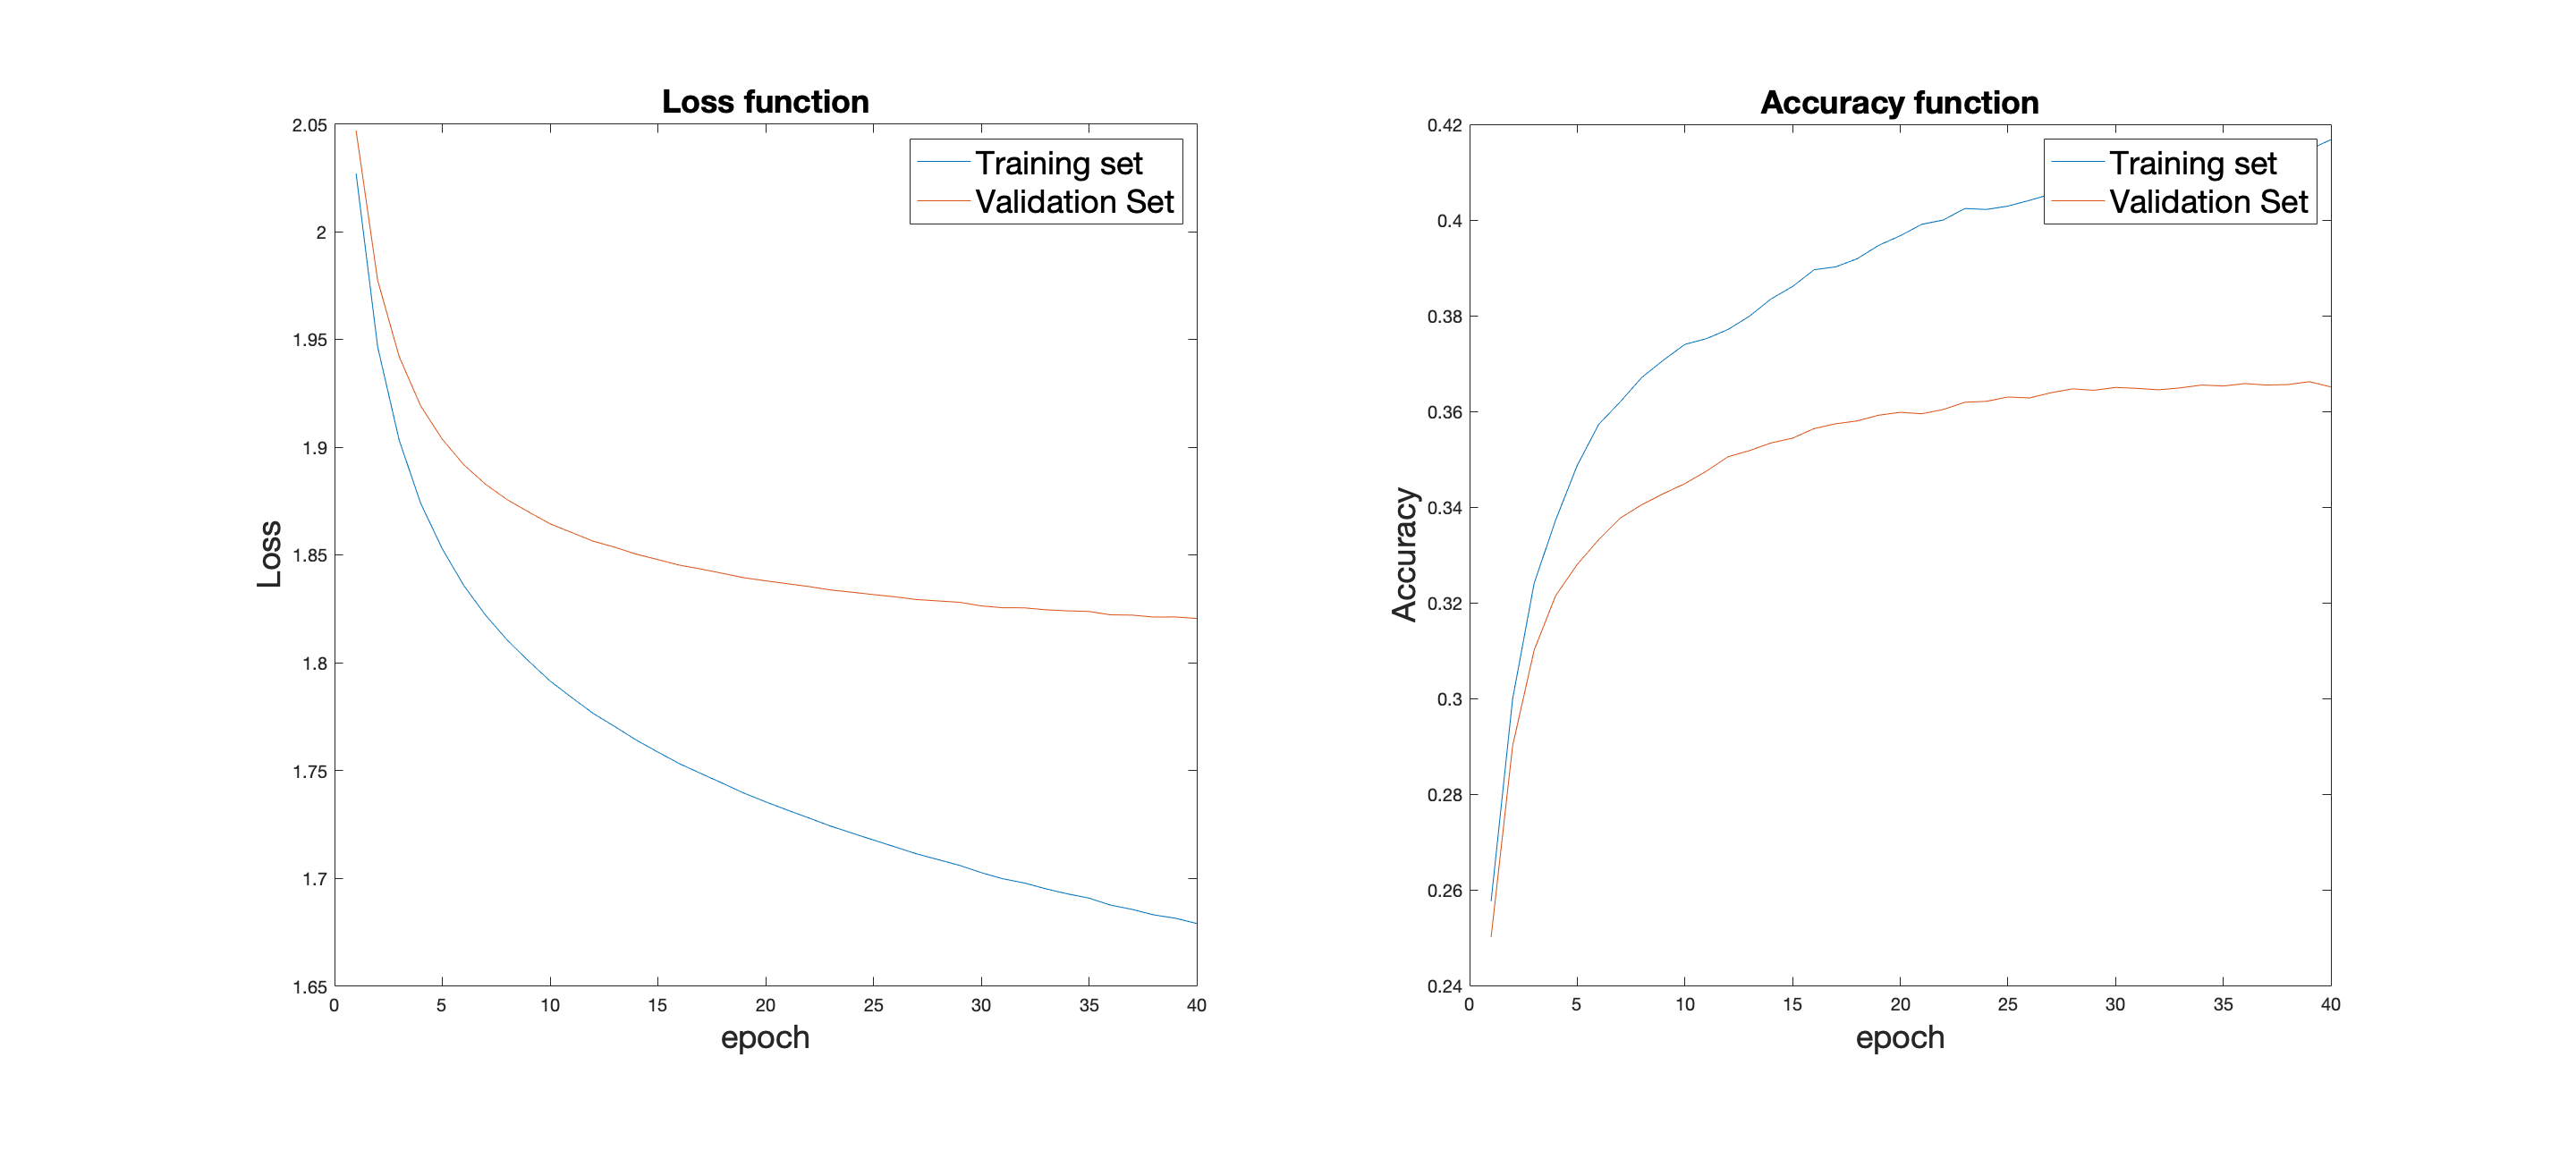 Loss function
2.05
2
1.95
1.9
1.85
1.8
1.75
1.7
1.65
Loss
0 5 10 15 20 25 30 35 40
epoch
Training set
Validation Set
Accuracy function
0.42
0.4
0.38
0.36
0.34
0.32
0.3
0.28
0.26
0.24
Accuracy
0 5 10 15 20 25 30 35 40
epoch
Training set
Validation Set